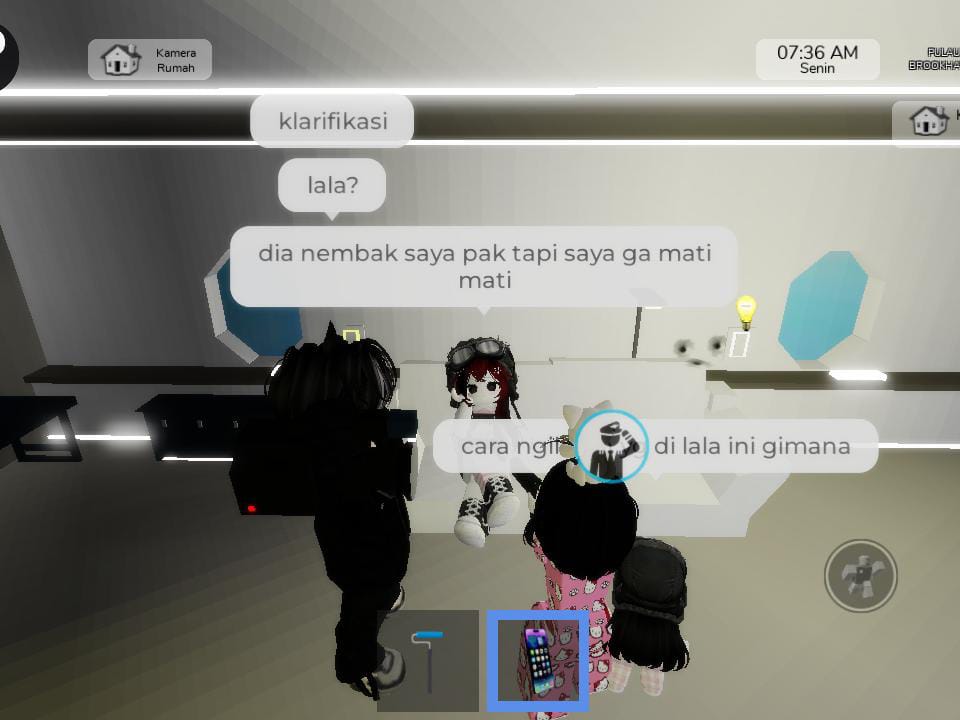 Kamera
Rumah
07:36 AM
Senin
klarifikasi
lala?
dia nembak saya pak tapi saya ga mati
mati
cara di lala ini gimana